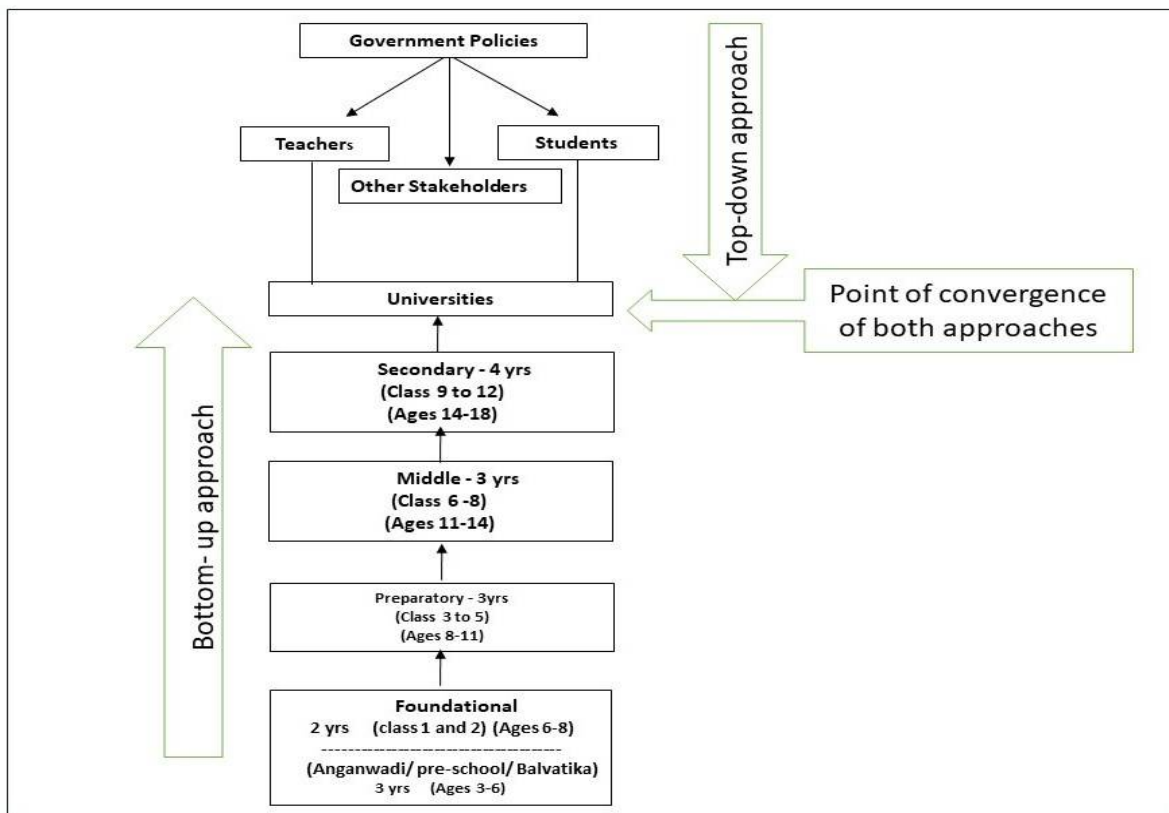 Government Policies
Teachers
Students
Other Stakeholders
Top-down approach
Universities
Point of convergence
of both approaches
Secondary - 4 yrs
(Class 9 to 12)
(Ages 14-18)
Middle - 3 yrs
(Class 6 -8)
(Ages 11-14)
Bottom- up approach
Preparatory - 3yrs
(Class 3 to 5)
(Ages 8-11)
Foundational
2 yrs (class 1 and 2) (Ages 6-8)
----------------------------------------
(Anganwadi/ pre-school/ Balvatika)
3 yrs (Ages 3-6)